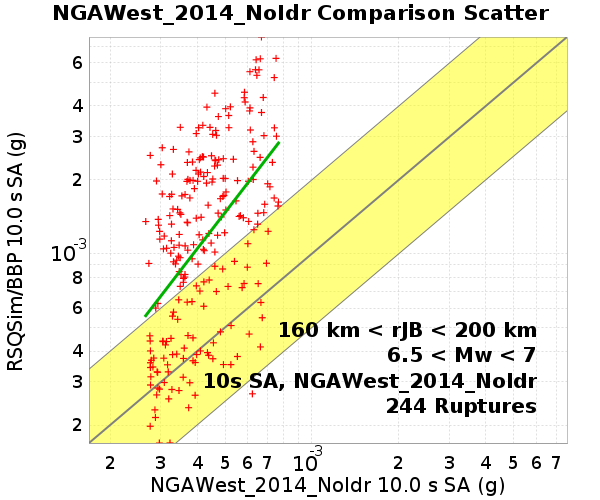 NGAWest_2014_NoIdr Comparison Scatter
RSQSim/BBP 10.0 s SA (g)
6
4
3
2
10^-3
8
6
4
3
2
160 km < rJB < 200 km
6.5 < Mw < 7
10s SA, NGAWest_2014_NoIdr
244 Ruptures
2 3 4 5 6 7 10^-3 2 3 4 5 6 7
NGAWest_2014_NoIdr 10.0 s SA (g)